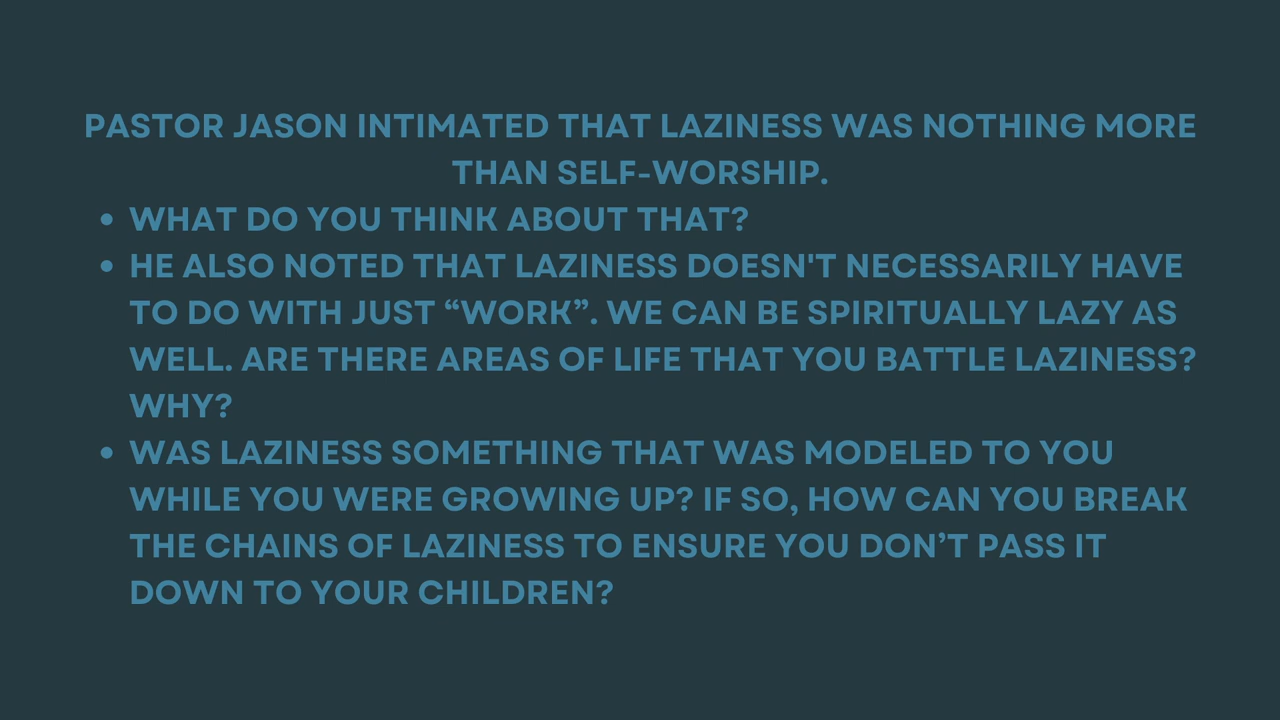 PASTOR JASON INTIMATED THAT LAZINESS WAS NOTHING MORE
THAN SELF-WORSHIP.
• WHAT DO YOU THINK ABOUT THAT?
• HE ALSO NOTED THAT LAZINESS DOESN'T NECESSARILY HAVE
TO DO WITH JUST “WORK”. WE CAN BE SPIRITUALLY LAZY AS
WELL. ARE THERE AREAS OF LIFE THAT YOU BATTLE LAZINESS?
WHY?
• WAS LAZINESS SOMETHING THAT WAS MODELED TO YOU
WHILE YOU WERE GROWING UP? IF SO, HOW CAN YOU BREAK
THE CHAINS OF LAZINESS TO ENSURE YOU DON’T PASS IT
DOWN TO YOUR CHILDREN?